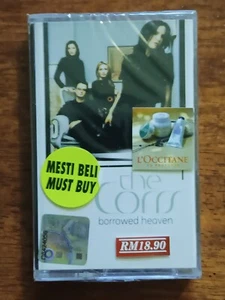 L'OCCITANE
MESTI BELI
MUST BUY
the
corrs
borrowed heaven
RM18.90